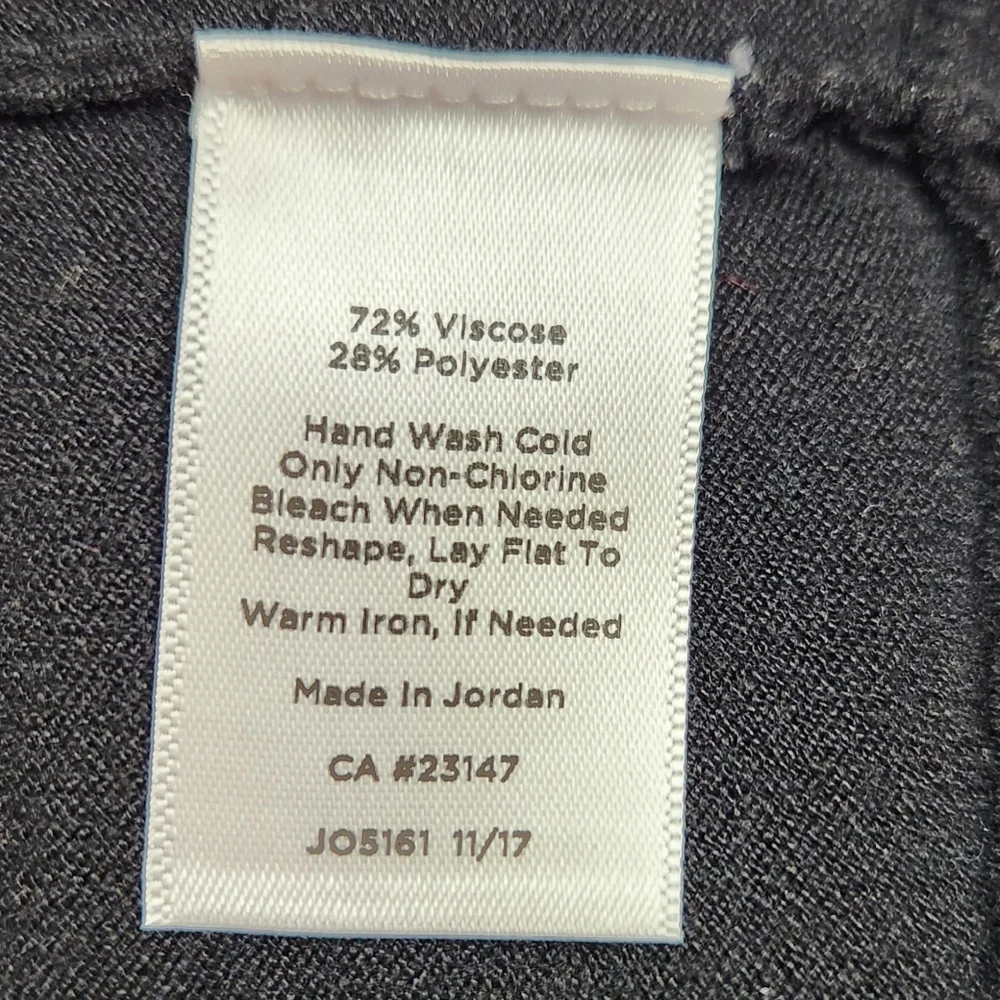 72% Viscose
28% Polyester
Hand Wash Cold
Only Non-Chlorine
Bleach When Needed
Reshape, Lay Flat To
Dry
Warm Iron, If Needed
Made In Jordan
CA #23147
JO5161 11/17